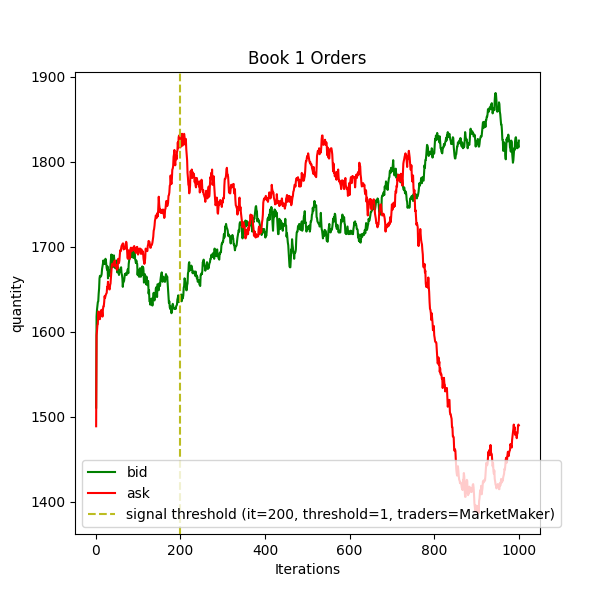 Book 1 Orders
1900
1800
1700
1600
1500
1400
quantity
bid
ask
signal threshold (it=200, threshold=1, traders=MarketMaker)
0 200 400 600 800 1000
Iterations